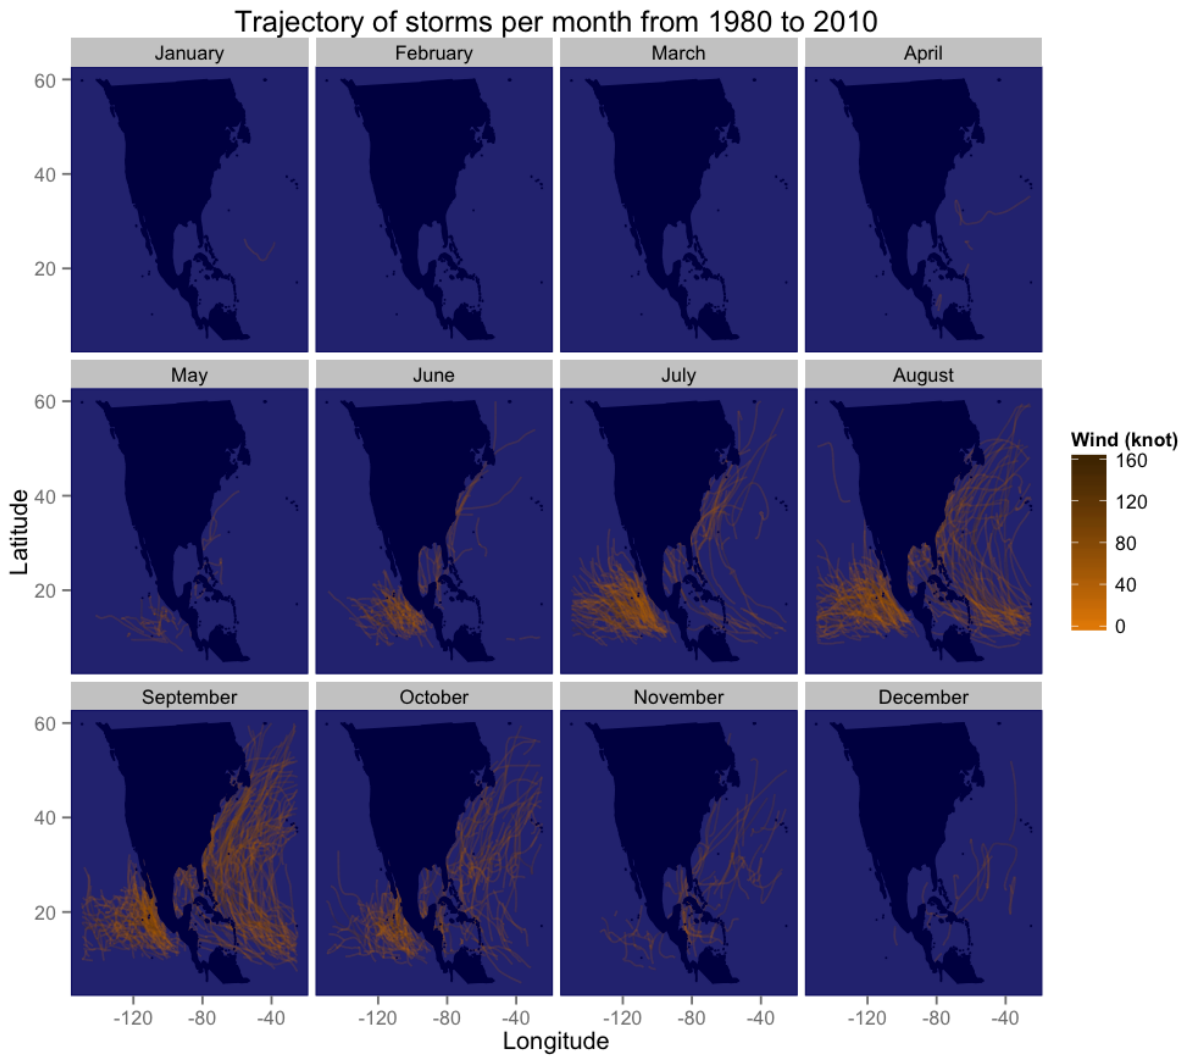 Trajectory of storms per month from 1980 to 2010
January February March April
60
40
20
May June July August
60
40
20
September October November December
60
40
20
-120 -80 -40 -120 -80 -40 -120 -80 -40 -120 -80 -40
Longitude
Latitude
Wind (knot)
160
120
80
40
0